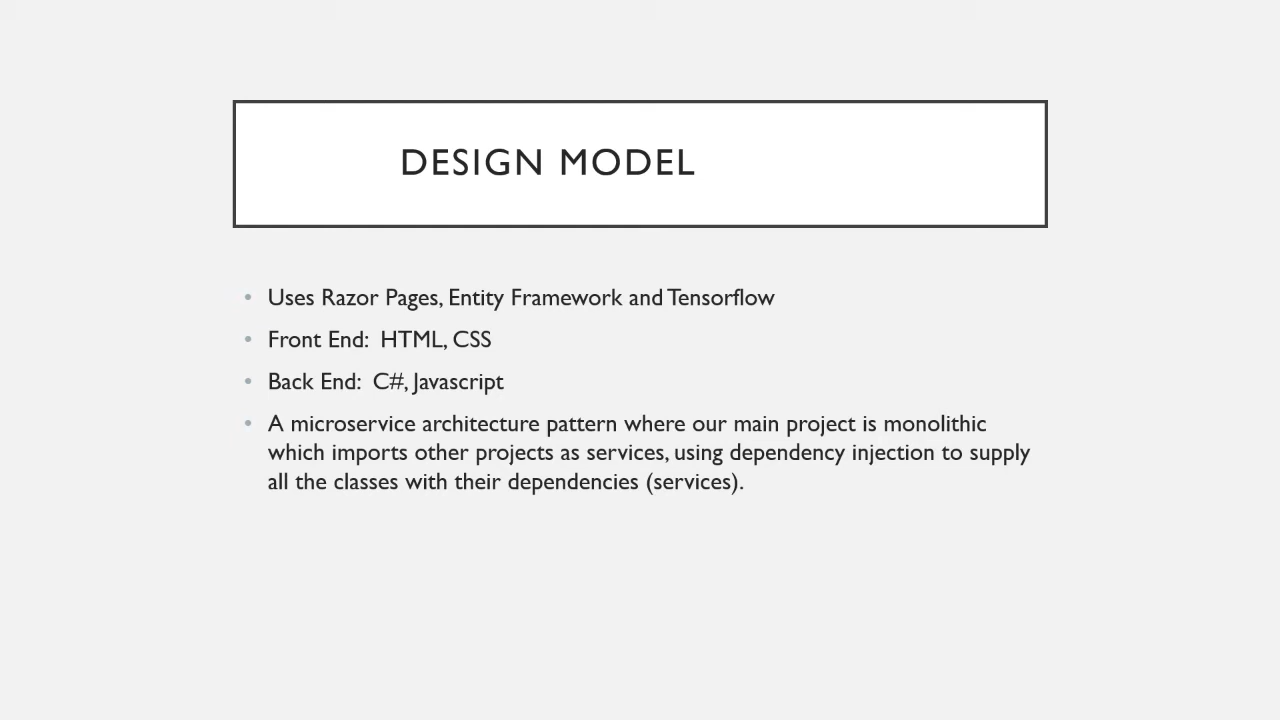 DESIGN MODEL
• Uses Razor Pages, Entity Framework and Tensorflow
• Front End:  HTML, CSS
• Back End:  C#, Javascript
• A microservice architecture pattern where our main project is monolithic
which imports other projects as services, using dependency injection to supply
all the classes with their dependencies (services).